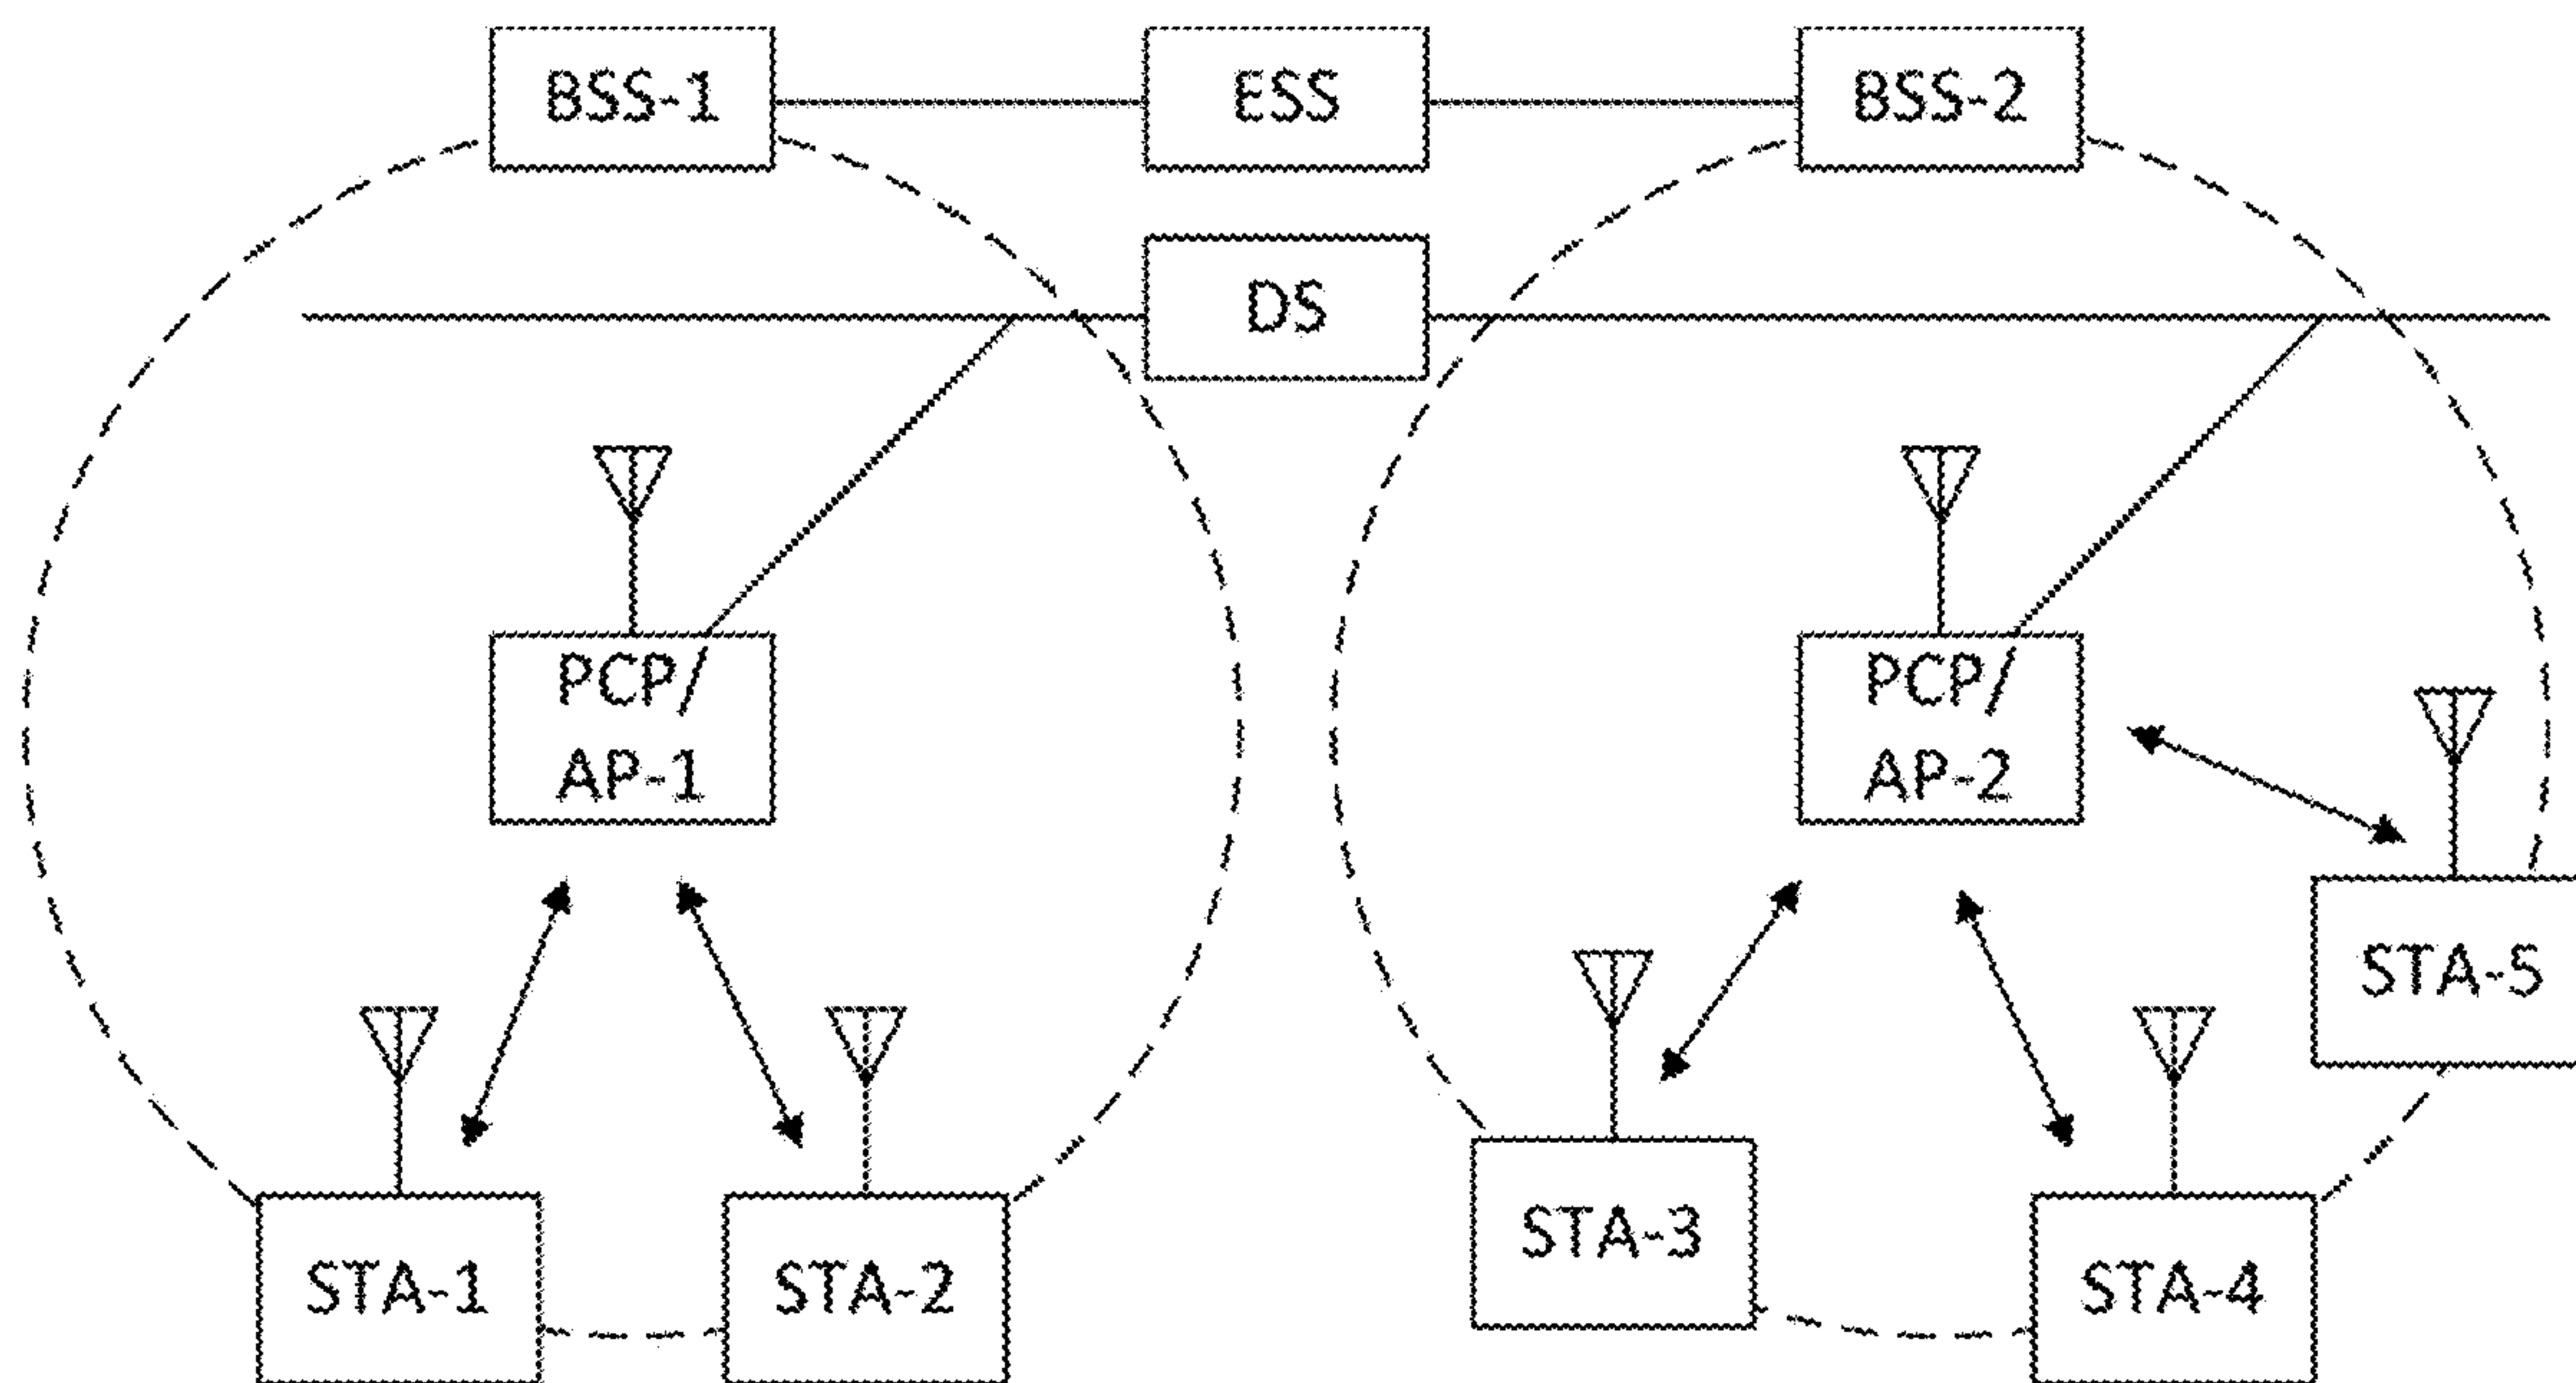 BSS-1
ESS
BSS-2
DS
PCP/
AP-1
PCP/
AP-2
STA-5
STA-3
STA-1
STA-2
STA-4